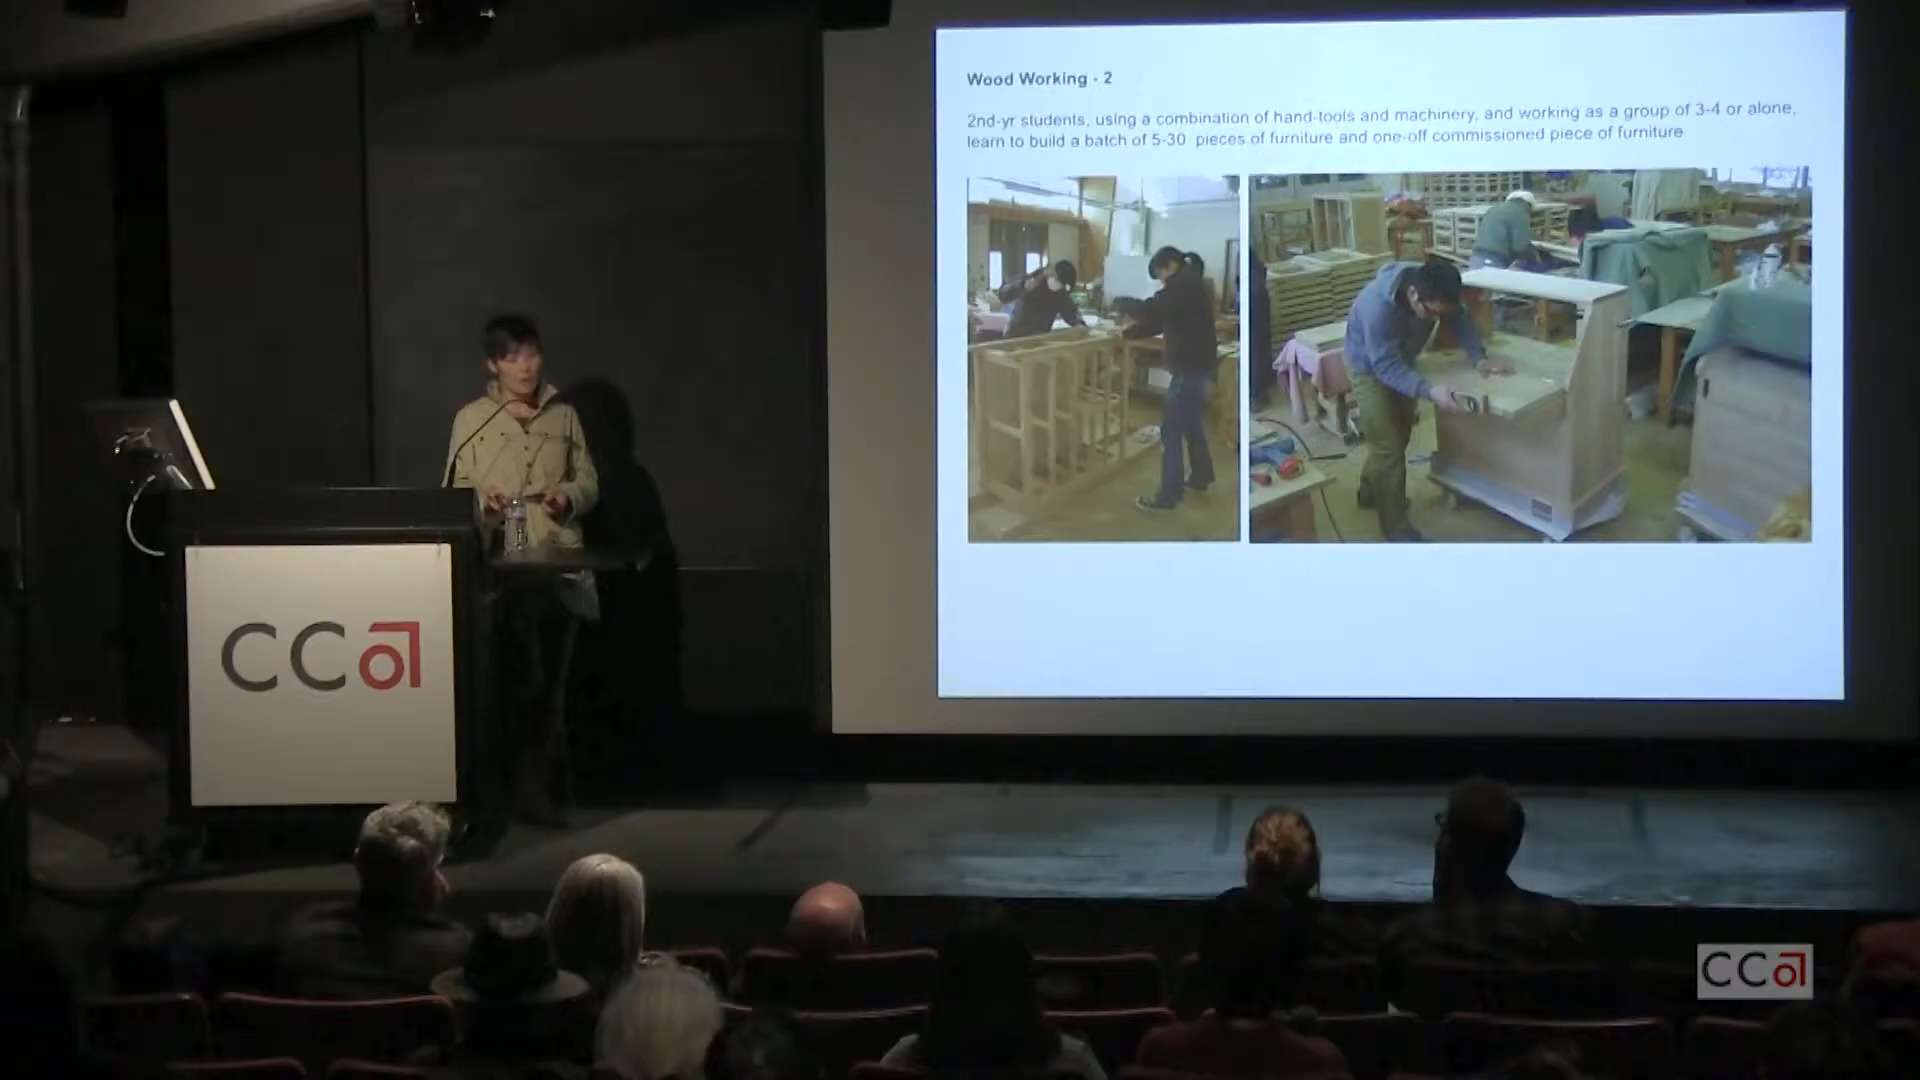 Wood Working - 2
2nd-yr students, using a combination of hand-tools and machinery, and working as a group of 3-4 or alone,
learn to build a batch of 5-30 pieces of furniture and one-off commissioned piece of furniture
CCA
CCA